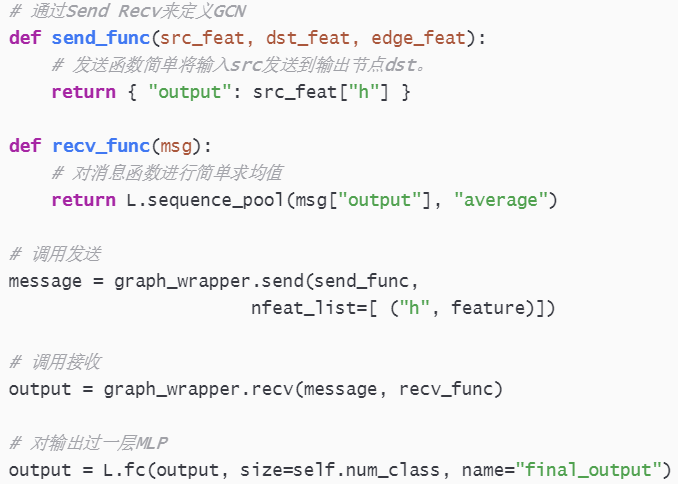 # 通过Send Recv来定义GCN
def send_func(src_feat, dst_feat, edge_feat):
    # 发送函数简单将输入src发送到输出节点dst。
    return { "output": src_feat["h"] }

def recv_func(msg):
    # 对消息函数进行简单求均值
    return L.sequence_pool(msg["output"], "average")

# 调用发送
message = graph_wrapper.send(send_func,
                       nfeat_list=[ ("h", feature)])

# 调用接收
output = graph_wrapper.recv(message, recv_func)

# 对输出过一层MLP
output = L.fc(output, size=self.num_class, name="final_output")